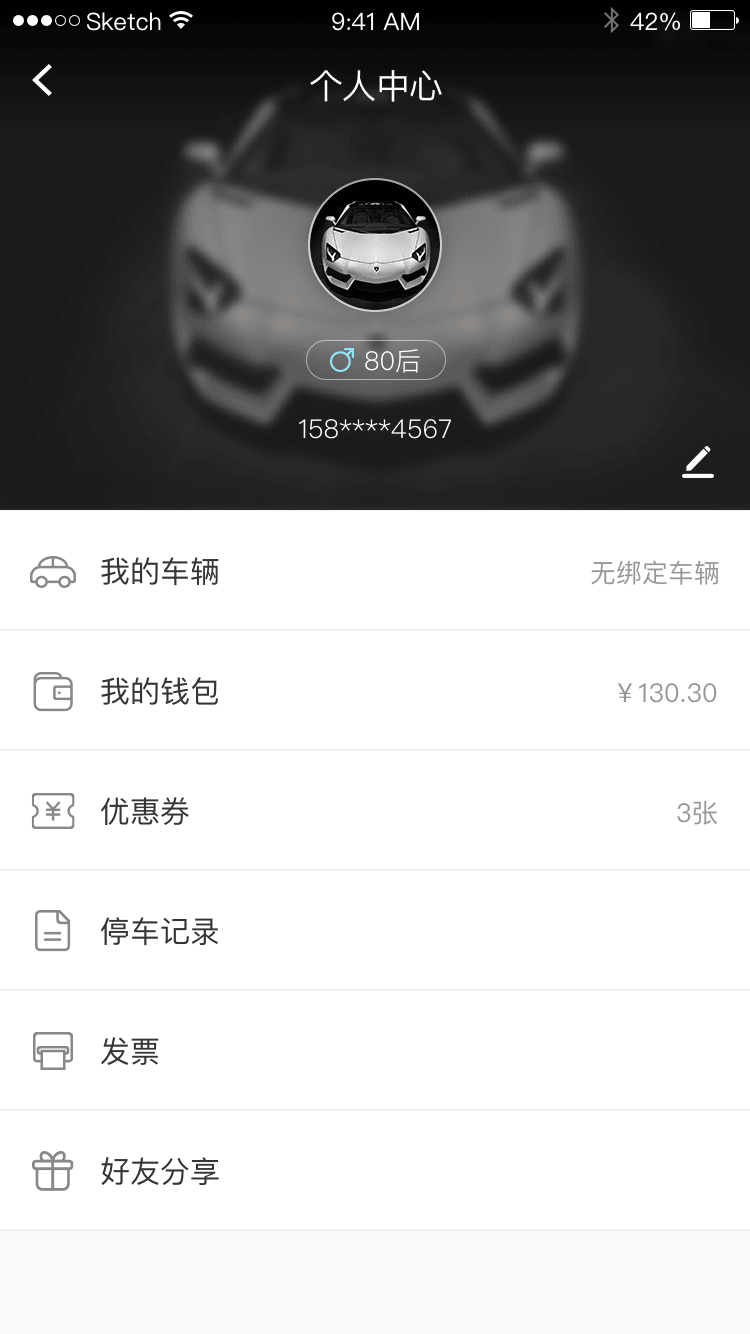 Sketch 9:41 AM 42%
个人中心
80后
158****4567
我的车辆 无绑定车辆
我的钱包 ¥130.30
优惠券 3张
停车记录
发票
好友分享